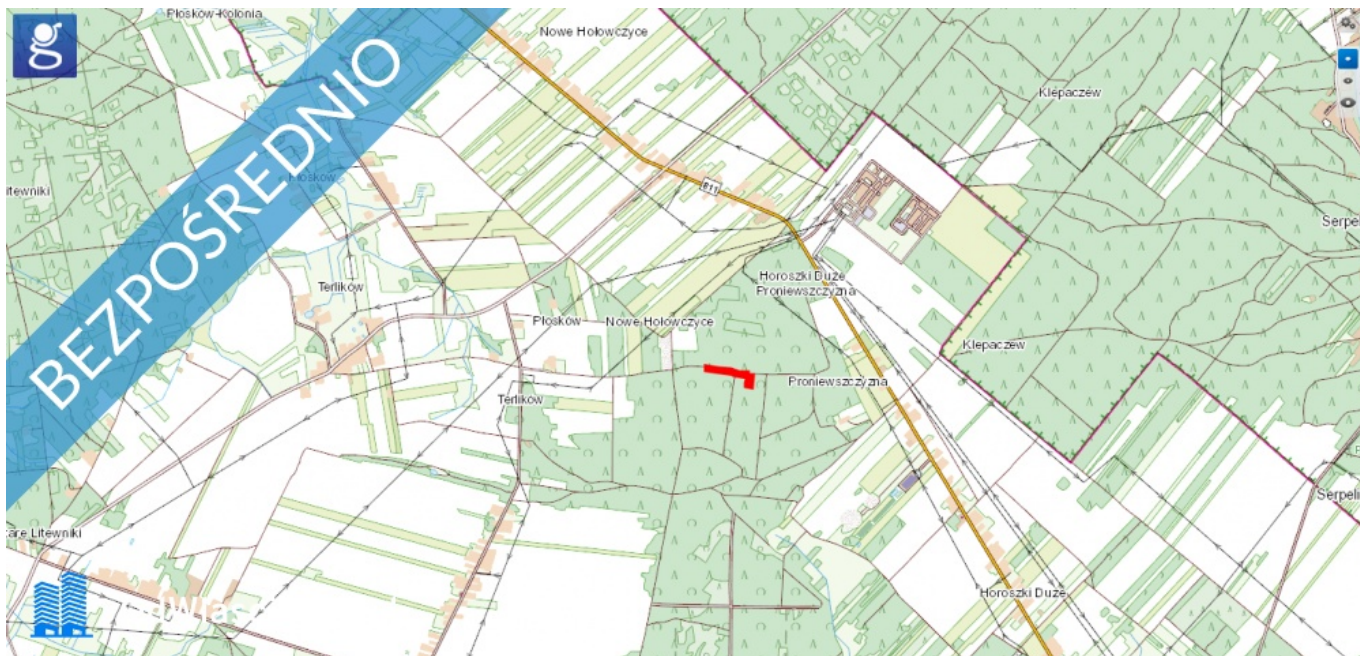 Płosków-Kolonia
Nowe Hołowczyce
Klepaczew
BEZPOŚREDNIO
Płosków
itewniki
811
Serpel
Horoszki Duże
Proniewszczyzna
Terlików
Płosków
Nowe Hołowczyce
Klepaczew
Proniewszczyzna
Terlików
Serpeli
tare Litewniki
Horoszki Duże